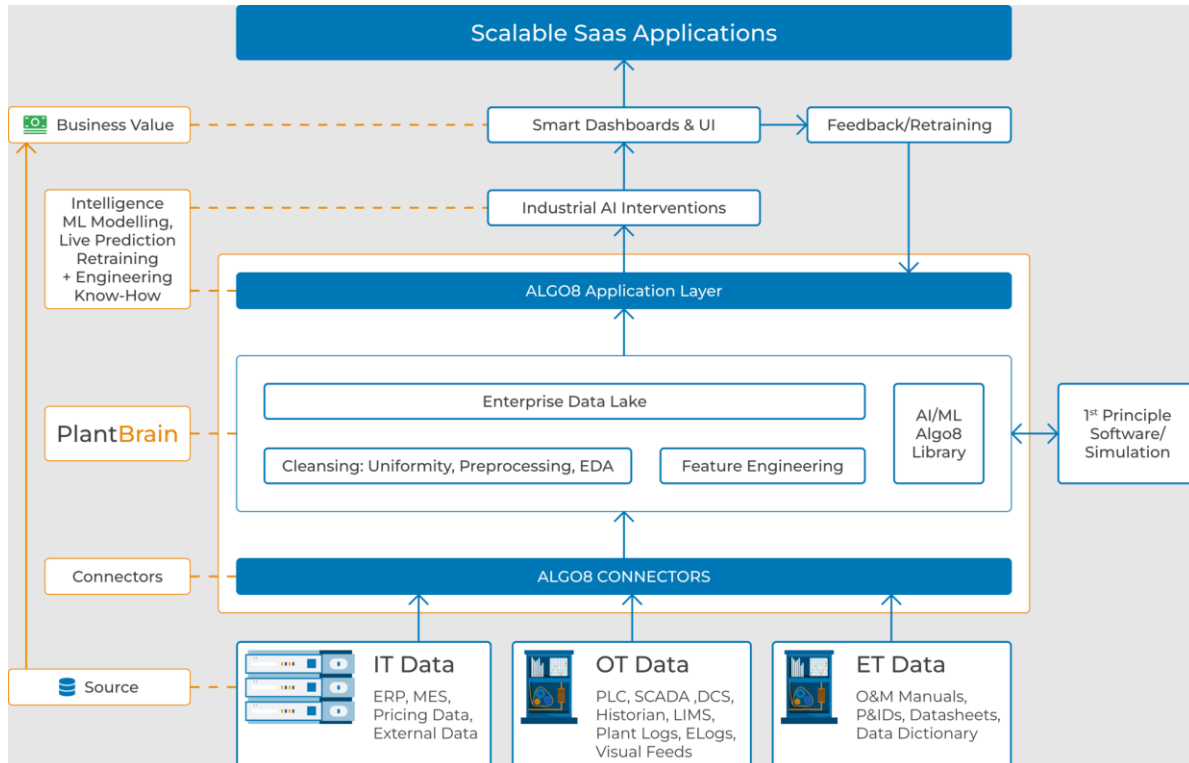 Scalable Saas Applications
Business Value
Smart Dashboards & UI
Feedback/Retraining
Intelligence
ML Modelling,
Live Prediction
Retraining
+ Engineering
Know-How
Industrial AI Interventions
ALGO8 Application Layer
PlantBrain
Enterprise Data Lake
Cleansing: Uniformity, Preprocessing, EDA
Feature Engineering
AI/ML
Algo8
Library
1st Principle
Software/
Simulation
Connectors
ALGO8 CONNECTORS
Source
IT Data
ERP, MES,
Pricing Data,
External Data
OT Data
PLC, SCADA ,DCS,
Historian, LIMS,
Plant Logs, ELogs,
Visual Feeds
ET Data
O&M Manuals,
P&IDs, Datasheets,
Data Dictionary